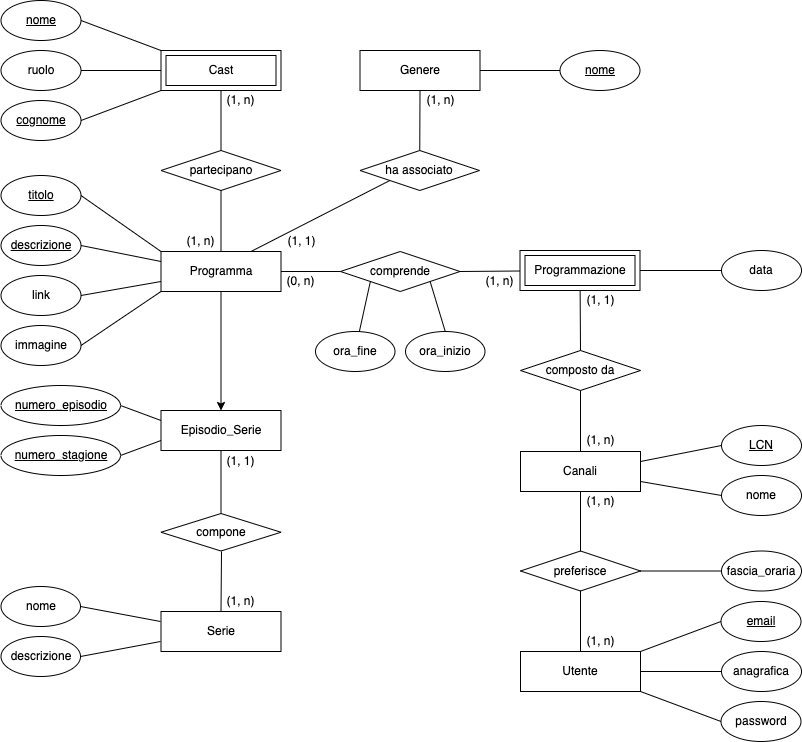 nome
ruolo
cognome
Cast
(1, n)
Genere
(1, n)
nome
partecipano
ha associato
titolo
descrizione
link
immagine
(1, n)
(1, 1)
Programma
(0, n)
comprende
(1, n)
Programmazione
(1, 1)
data
ora_fine
ora_inizio
composto da
numero_episodio
numero_stagione
Episodio_Serie
(1, 1)
(1, n)
Canali
(1, n)
LCN
nome
compone
preferisce
fascia_oraria
nome
descrizione
(1, n)
Serie
(1, n)
Utente
email
anagrafica
password